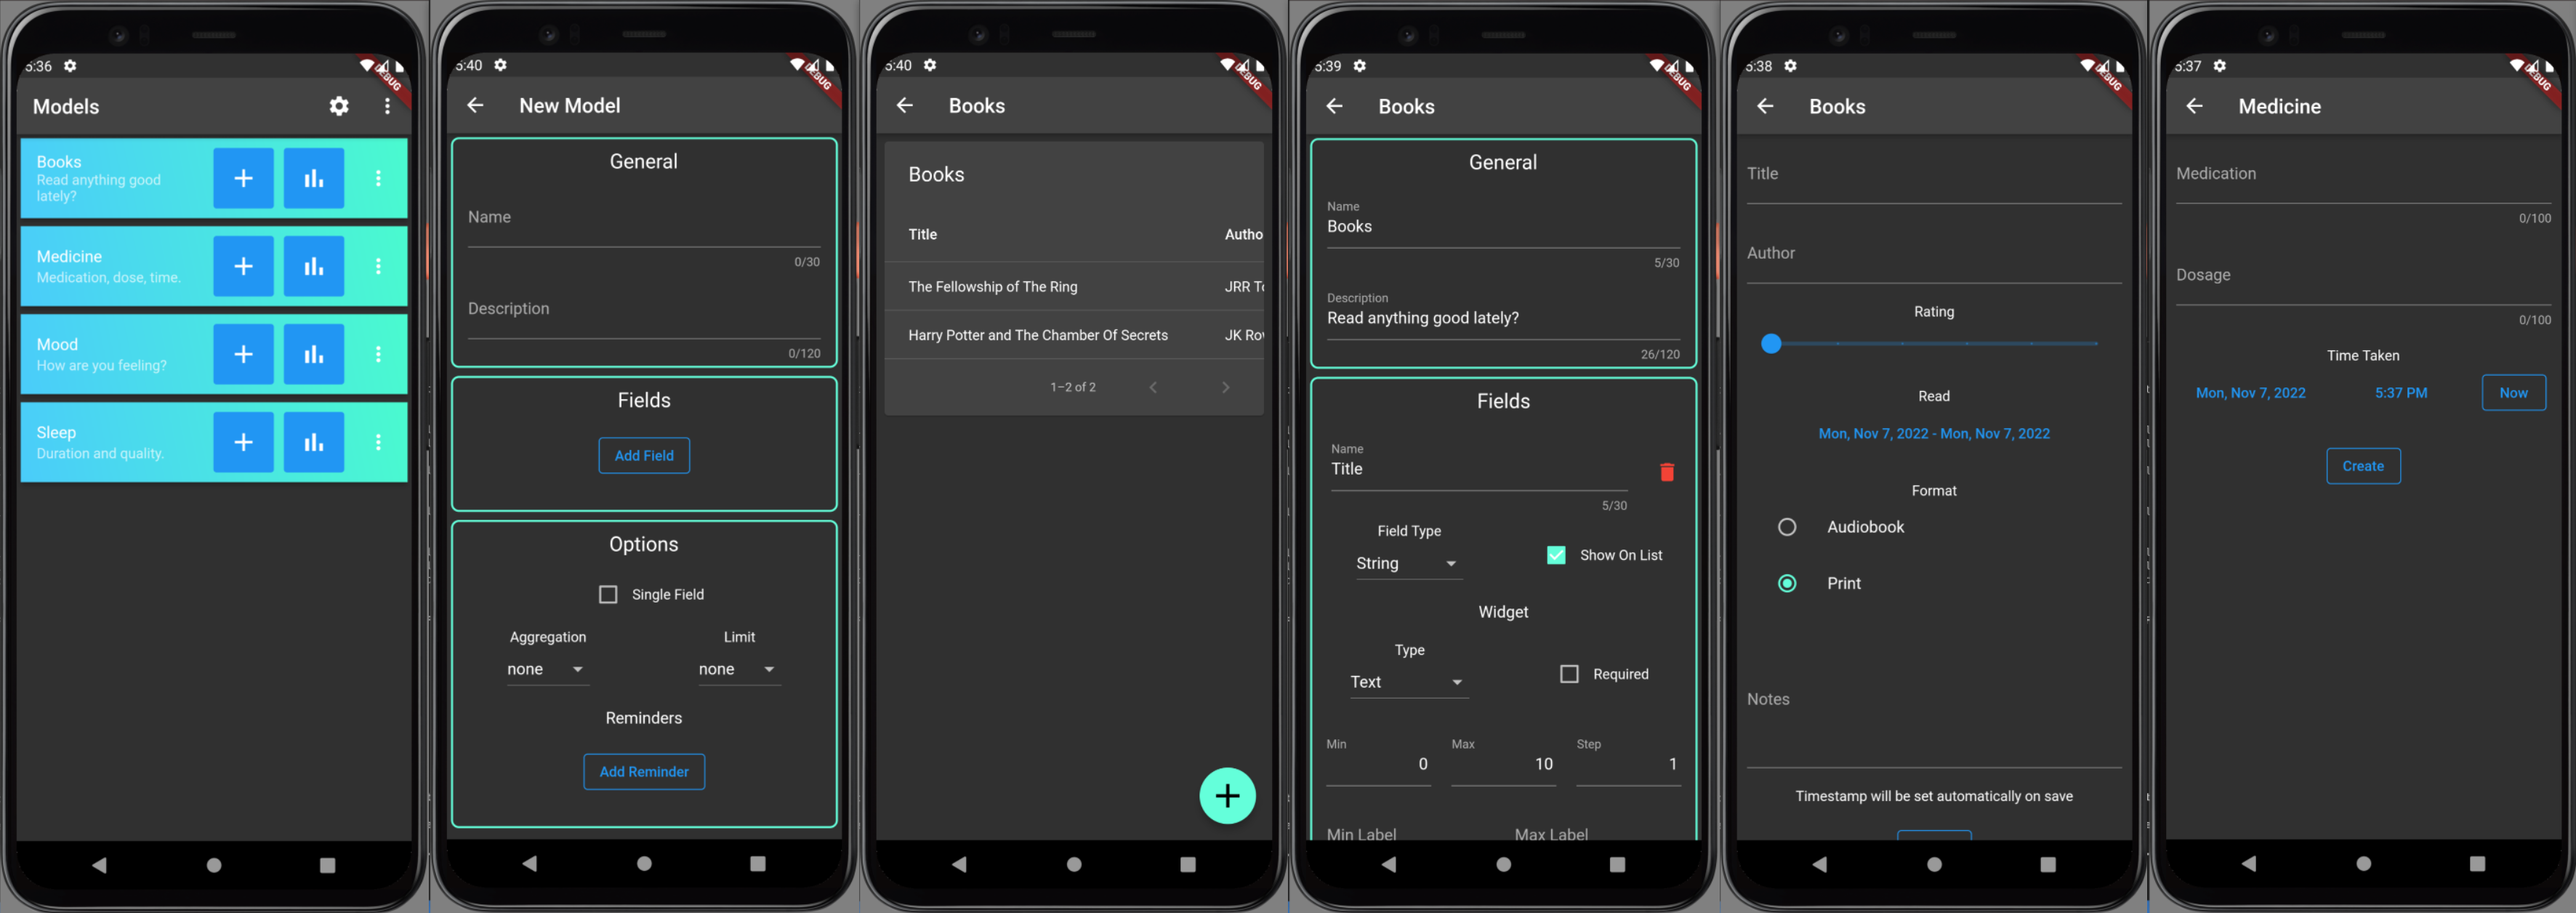 5:36
DEBUG
Models
Books
Read anything good
lately?
Medicine
Medication, dose, time.
Mood
How are you feeling?
Sleep
Duration and quality.
5:40
DEBUG
New Model
General
Name
0/30
Description
0/120
Fields
Add Field
Options
Single Field
Aggregation Limit
none none
Reminders
Add Reminder
5:40
DEBUG
Books
Books
Title Autho
The Fellowship of The Ring JRR To
Harry Potter and The Chamber Of Secrets JK Ro
1–2 of 2
5:39
DEBUG
Books
General
Name
Books
5/30
Description
Read anything good lately?
26/120
Fields
Name
Title
5/30
Field Type
String Show On List
Widget
Type
Text Required
Min Max Step
0 10 1
Min Label Max Label
5:38
DEBUG
Books
Title
Author
Rating
Read
Mon, Nov 7, 2022 - Mon, Nov 7, 2022
Format
Audiobook
Print
Notes
Timestamp will be set automatically on save
5:37
DEBUG
Medicine
Medication
0/100
Dosage
0/100
Time Taken
Mon, Nov 7, 2022 5:37 PM Now
Create